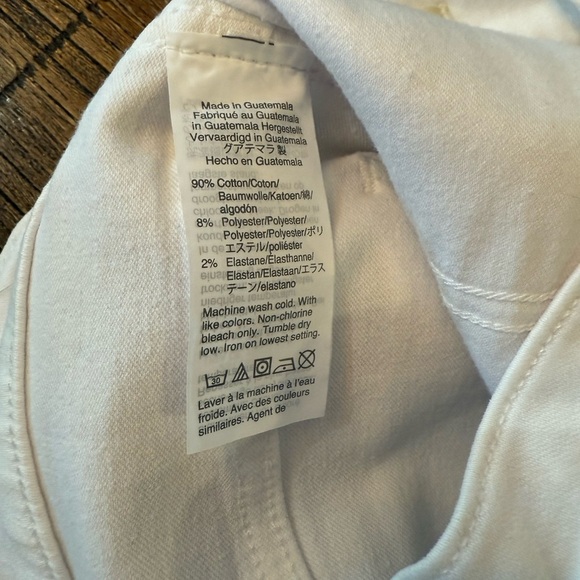 Made in Guatemala
Fabriqué au Guatemala
in Guatemala Hergestellt
Vervaardigd in Guatemala
グアテマラ製
Hecho en Guatemala
90% Cotton/Coton/
Baumwolle/Katoen/綿/
algodón
8% Polyester/Polyester/
Polyester/Polyester/ポリ
エステル/poliéster
2% Elastane/Élasthanne/
Elastan/Elastaan/エラス
テーン/elastano
Machine wash cold. With
like colors. Non-chlorine
bleach only. Tumble dry
low. Iron on lowest setting.
30
Laver à la machine à l'eau
froide. Avec des couleurs
similaires. Agent de